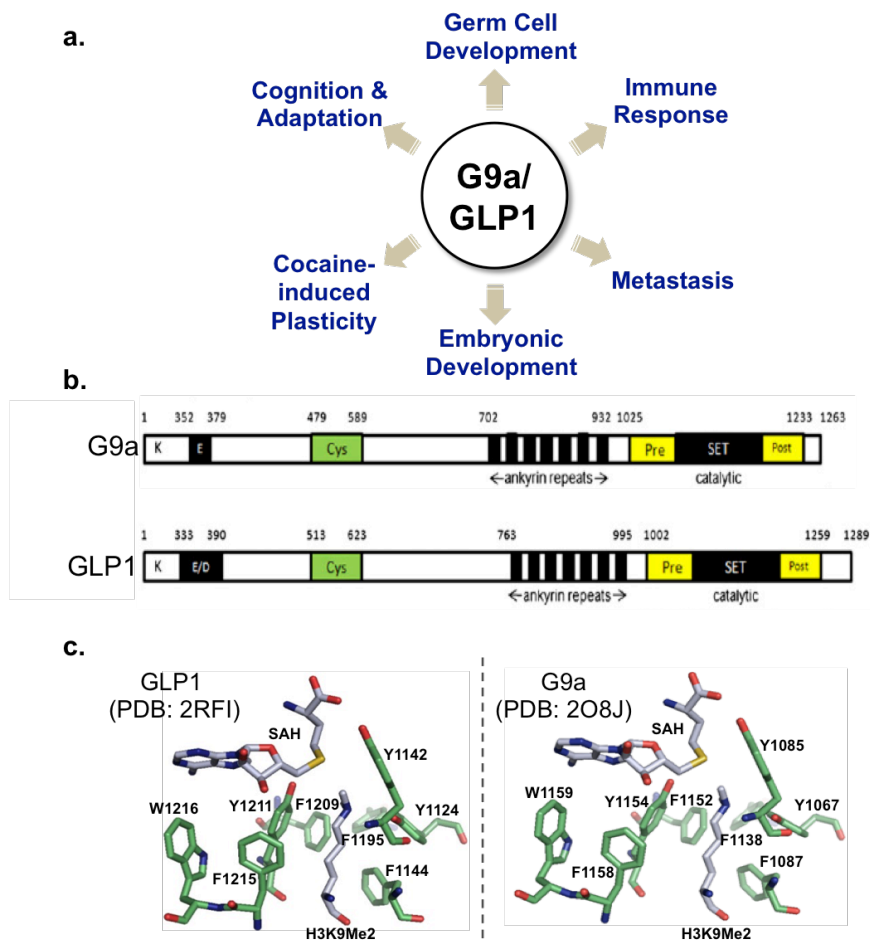 a.
Germ Cell
Development
Cognition &
Adaptation
Immune
Response
G9a/
GLP1
Cocaine-
induced
Plasticity
Metastasis
Embryonic
Development
b.
1 352 379 479 589 702 932 1025 1233 1263
G9a K E Cys Pre SET Post
←ankyrin repeats→ catalytic
1 333 390 513 623 763 995 1002 1259 1289
GLP1 K E/D Cys Pre SET Post
←ankyrin repeats→ catalytic
c.
GLP1
(PDB: 2RFI)
SAH
Y1142
W1216
Y1211
F1209
Y1124
F1195
F1215
F1144
H3K9Me2
G9a
(PDB: 2O8J)
SAH
Y1085
W1159
Y1154
F1152
Y1067
F1138
F1158
F1087
H3K9Me2